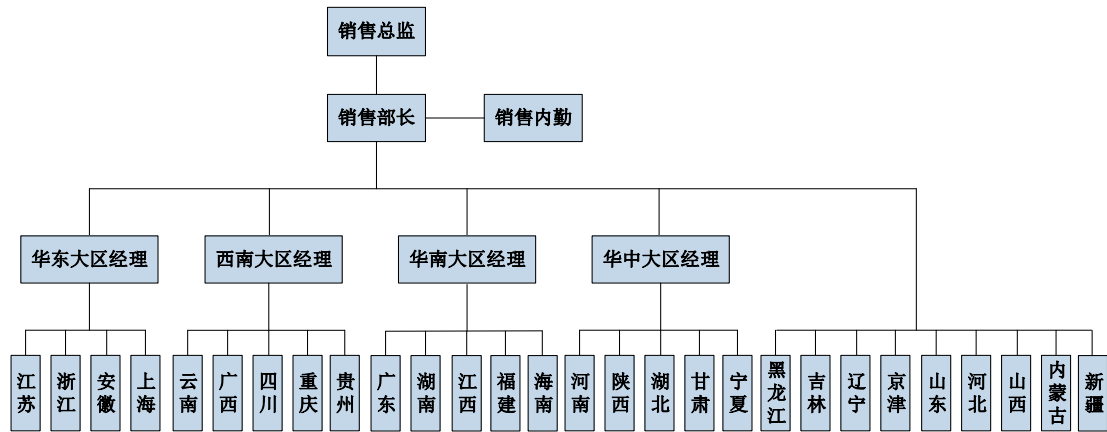 销售总监
销售部长
销售内勤
华东大区经理
西南大区经理
华南大区经理
华中大区经理
江苏
浙江
安徽
上海
云南
广西
四川
重庆
贵州
广东
湖南
江西
福建
海南
河南
陕西
湖北
甘肃
宁夏
黑龙江
吉林
辽宁
京津
山东
河北
山西
内蒙古
新疆